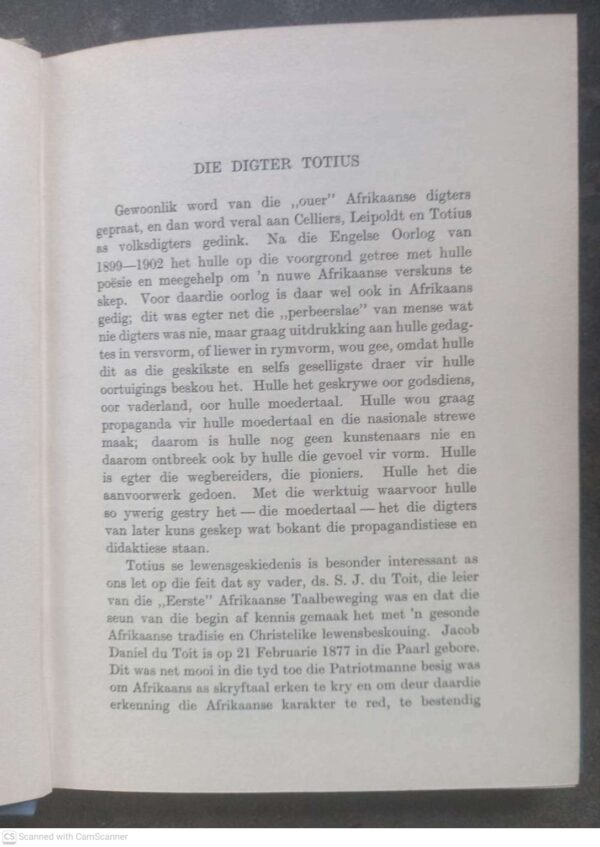 DIE DIGTER TOTIUS
Gewoonlik word van die „ouer" Afrikaanse digters
gepraat, en dan word veral aan Celliers, Leipoldt en Totius
as volksdigters gedink. Na die Engelse Oorlog van
1899—1902 het hulle op die voorgrond getree met hulle
poësie en meegehelp om 'n nuwe Afrikaanse verskuns te
skep. Voor daardie oorlog is daar wel ook in Afrikaans
gedig; dit was egter net die „perbeerslae" van mense wat
nie digters was nie, maar graag uitdrukking aan hulle gedag-
tes in versvorm, of liewer in rymvorm, wou gee, omdat hulle
dit as die geskikste en selfs geselligste draer vir hulle
oortuigings beskou het. Hulle het geskrywe oor godsdiens,
oor vaderland, oor hulle moedertaal. Hulle wou graag
propaganda vir hulle moedertaal en die nasionale strewe
maak; daarom is hulle nog geen kunstenaars nie en
daarom ontbreek ook by hulle die gevoel vir vorm. Hulle
is egter die wegbereiders, die pioniers. Hulle het die
aanvoorwerk gedoen. Met die werktuig waarvoor hulle
so ywerig gestry het — die moedertaal — het die digters
van later kuns geskep wat bokant die propagandistiese en
didaktiese staan.
Totius se lewensgeskiedenis is besonder interessant as
ons let op die feit dat sy vader, ds. S. J. du Toit, die leier
van die „Eerste" Afrikaanse Taalbeweging was en dat die
seun van die begin af kennis gemaak het met 'n gesonde
Afrikaanse tradisie en Christelike lewensbeskouing. Jacob
Daniel du Toit is op 21 Februarie 1877 in die Paarl gebore.
Dit was net mooi in die tyd toe die Patriotmanne besig was
om Afrikaans as skryftaal erken te kry en om deur daardie
erkenning die Afrikaanse karakter te red, te bestendig
CS Scanned with CamScanner